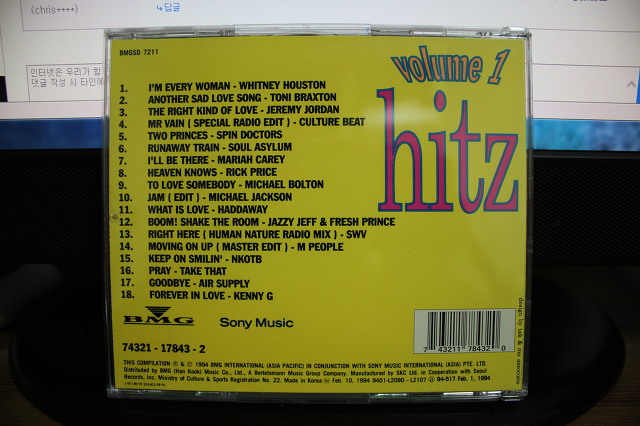 (chris****)
↳답글
인터넷은 우리가
댓글 작성 시 타인에
BMGSD 7211
volume 1
hitz
1. I'M EVERY WOMAN - WHITNEY HOUSTON
2. ANOTHER SAD LOVE SONG - TONI BRAXTON
3. THE RIGHT KIND OF LOVE - JEREMY JORDAN
4. MR VAIN ( SPECIAL RADIO EDIT ) - CULTURE BEAT
5. TWO PRINCES - SPIN DOCTORS
6. RUNAWAY TRAIN - SOUL ASYLUM
7. I'LL BE THERE - MARIAH CAREY
8. HEAVEN KNOWS - RICK PRICE
9. TO LOVE SOMEBODY - MICHAEL BOLTON
10. JAM ( EDIT ) - MICHAEL JACKSON
11. WHAT IS LOVE - HADDAWAY
12. BOOM! SHAKE THE ROOM - JAZZY JEFF & FRESH PRINCE
13. RIGHT HERE ( HUMAN NATURE RADIO MIX ) - SWV
14. MOVING ON UP ( MASTER EDIT ) - M PEOPLE
15. KEEP ON SMILIN' - NKOTB
16. PRAY - TAKE THAT
17. GOODBYE - AIR SUPPLY
18. FOREVER IN LOVE - KENNY G
BMG Sony Music
7 43211 78432 0
74321 - 17843 - 2
THIS COMPILATION ℗ & © 1994 BMG INTERNATIONAL (ASIA PACIFIC) IN CONJUNCTION WITH SONY MUSIC INTERNATIONAL (ASIA) PTE. LTD.
Distributed by BMG (Han Kook) Music Co., Ltd., A Bertelsmann Music Group Company. Manufactured by SKC Ltd. in Cooperation with Seoul
Records, Inc. Ministry of Culture & Sports Registration No. 22. Made in Korea Feb. 10, 1994 9401-L2090~L2107 94-517 Feb. 1, 1994
design by